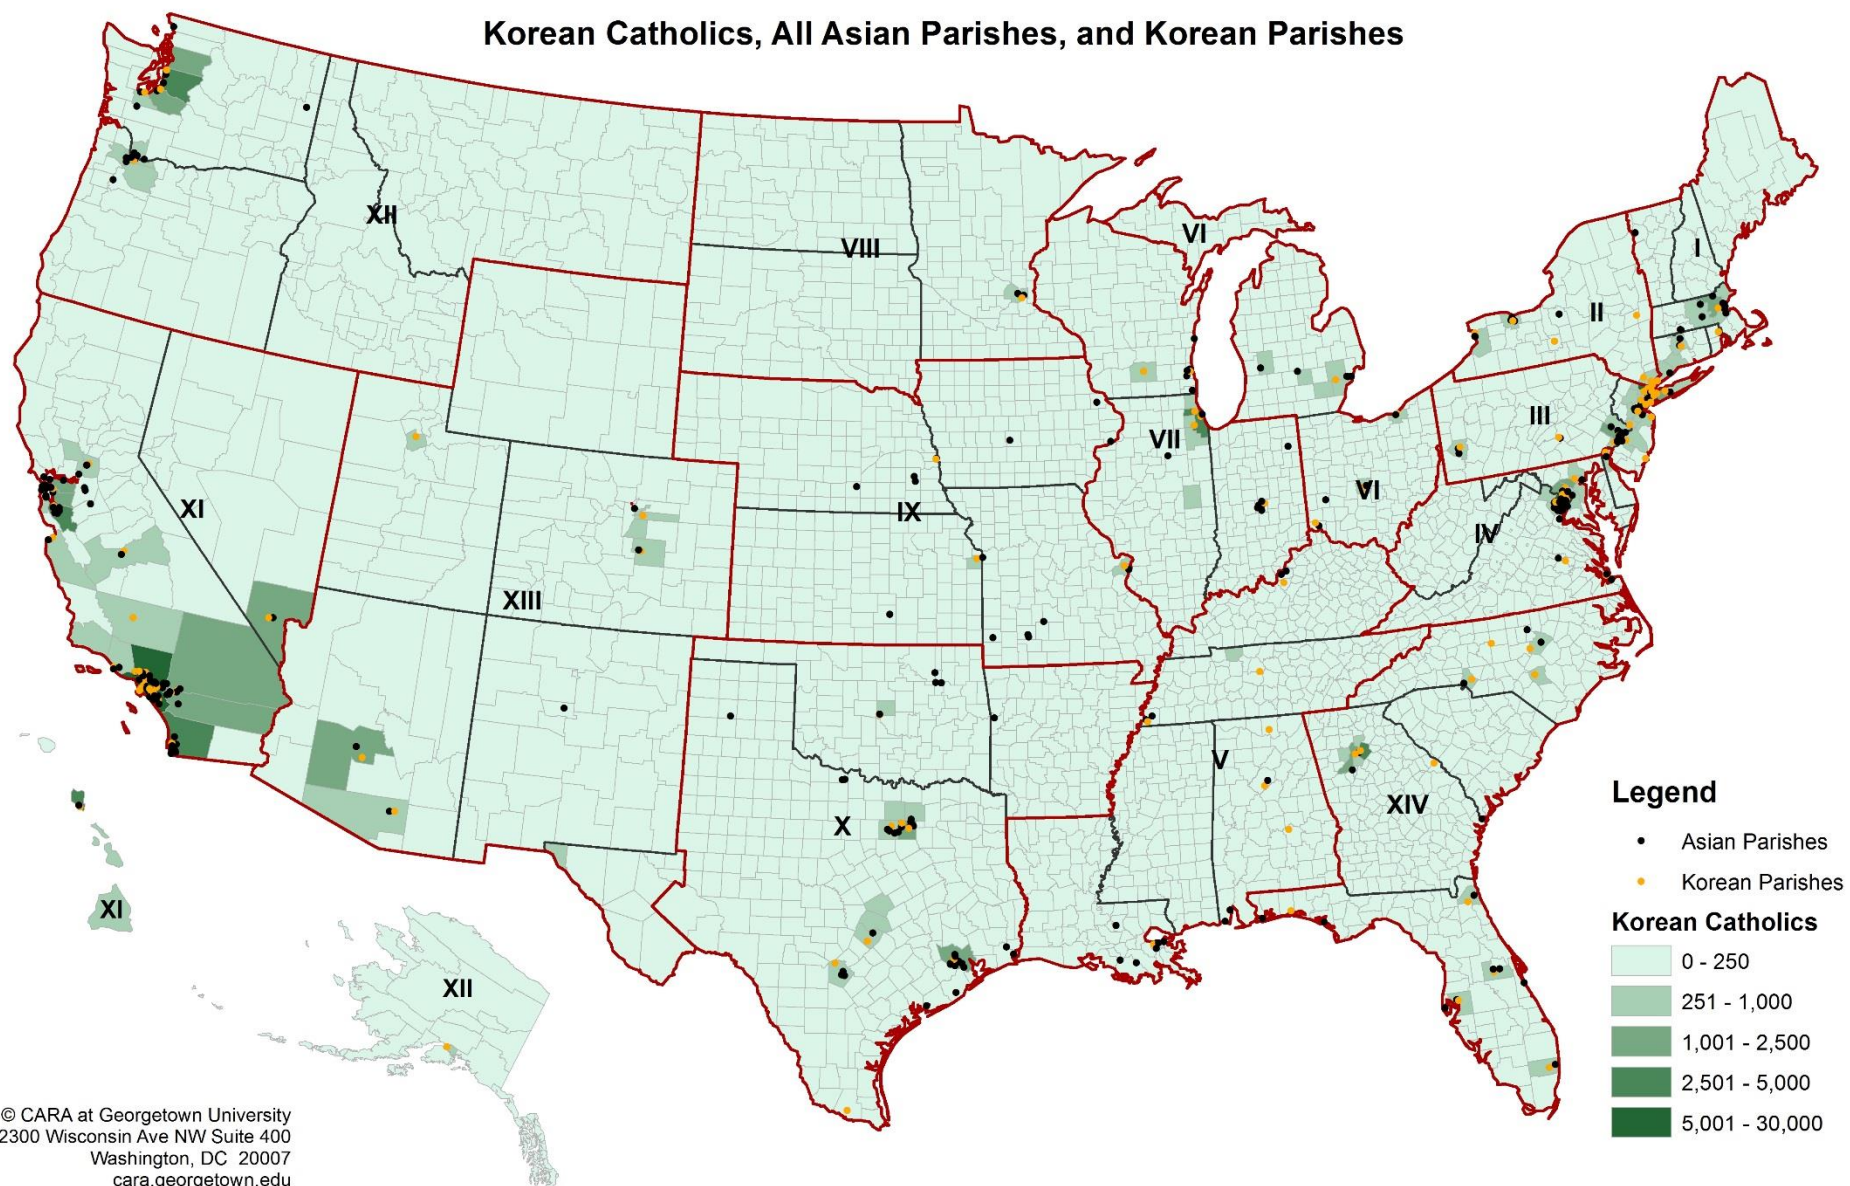 Korean Catholics, All Asian Parishes, and Korean Parishes
XII
VIII
VI
I
II
III
VII
VI
XI
IX
IV
XIII
V
X
XIV
XI
XII
Legend
Asian Parishes
Korean Parishes
Korean Catholics
0 - 250
251 - 1,000
1,001 - 2,500
2,501 - 5,000
5,001 - 30,000
© CARA at Georgetown University
2300 Wisconsin Ave NW Suite 400
Washington, DC 20007
cara.georgetown.edu